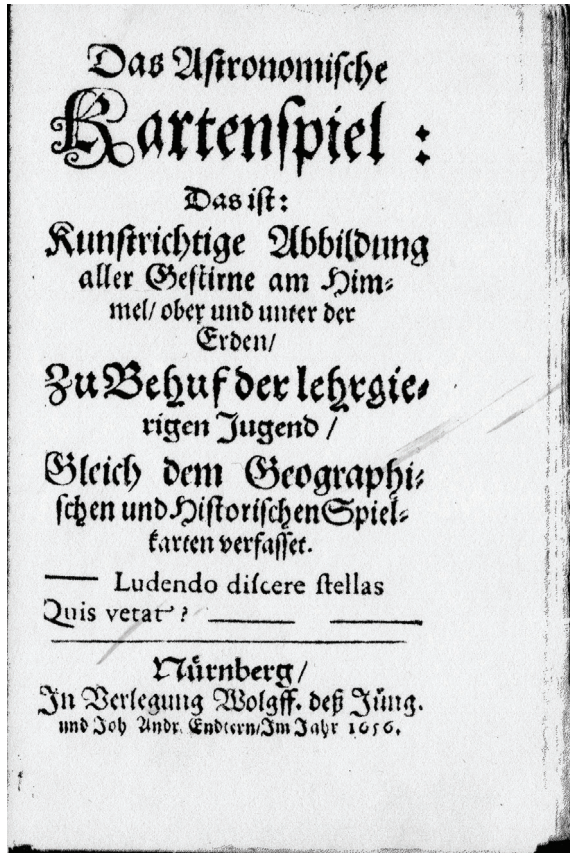 Das Aſtronomiſche
Kartenſpiel :
Das iſt:
Kunſtrichtige Abbildung
aller Geſtirne am Him⸗
mel/ ober und unter der
Erden/
Zu Behuf der lehrgie⸗
rigen Jugend /
Gleich dem Geographi⸗
ſchen und Hiſtoriſchen Spiel⸗
karten verfaſſet.
Ludendo diſcere ſtellas
Quis vetat ?
Nürnberg/
In Verlegung Wolgff. deß Jüng.
und Joh Andr. Endtern/Im Jahr 1656.